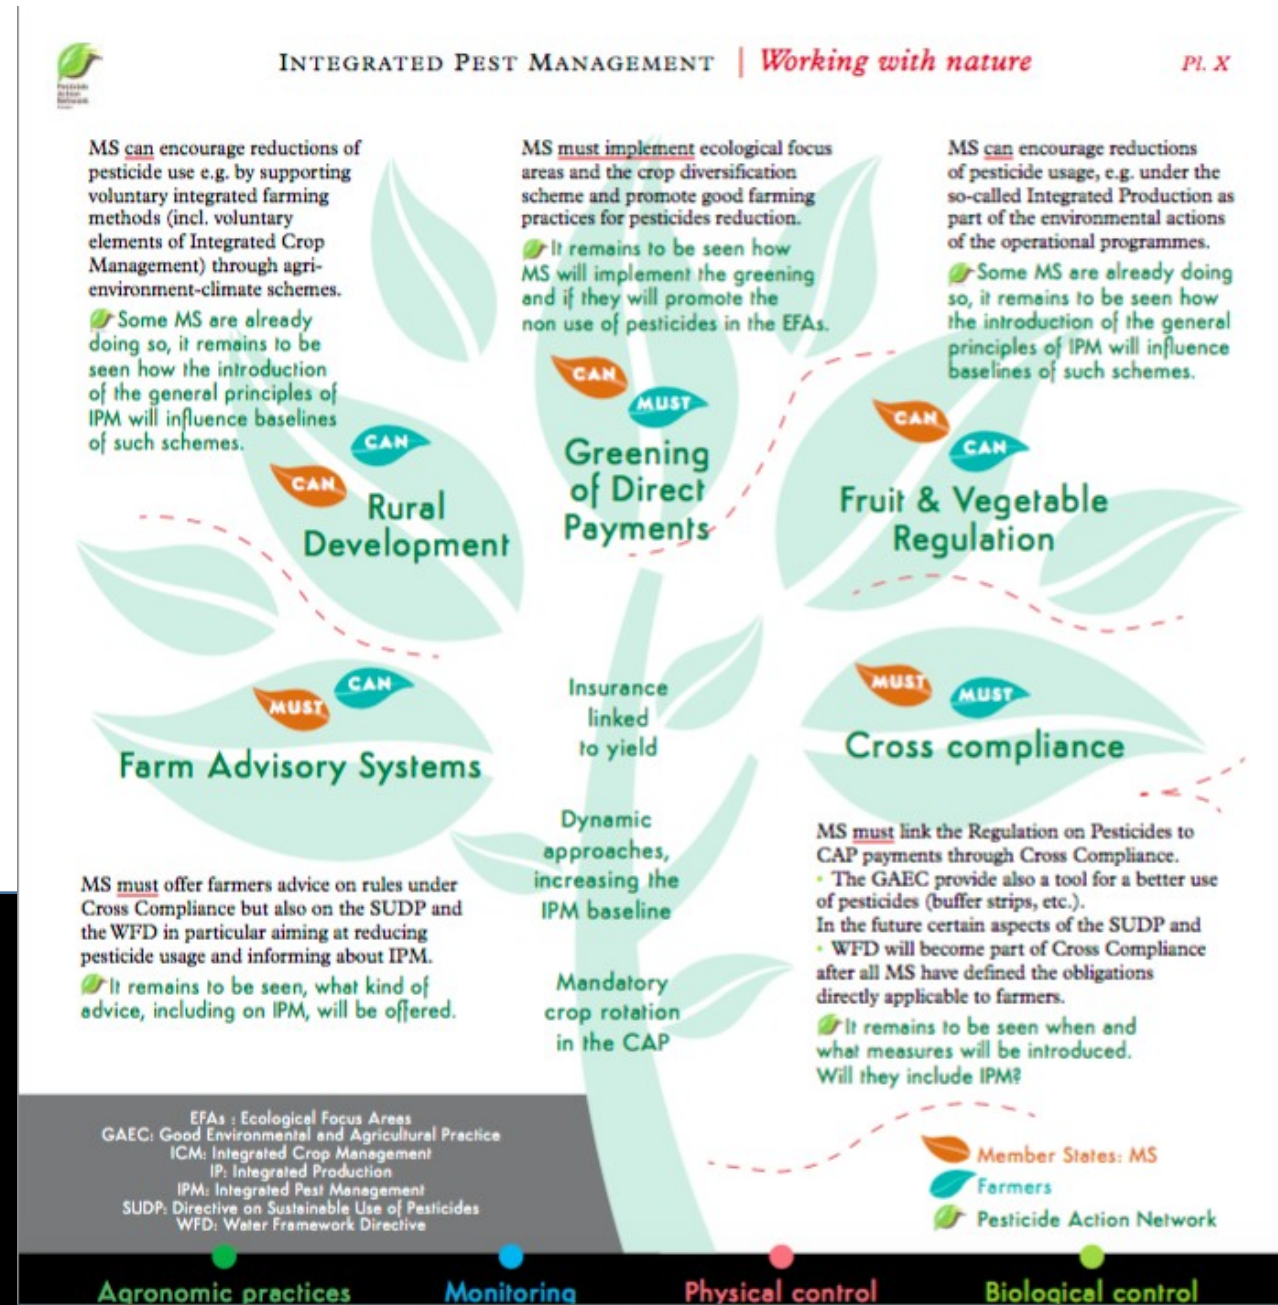 Pesticide
Action
Network
INTEGRATED PEST MANAGEMENT | Working with nature
Pl. X
MS can encourage reductions of
pesticide use e.g. by supporting
voluntary integrated farming
methods (incl. voluntary
elements of Integrated Crop
Management) through agri-
environment-climate schemes.
Some MS are already
doing so, it remains to be
seen how the introduction
of the general principles of
IPM will influence baselines
of such schemes.
CAN
CAN
Rural
Development
MS must implement ecological focus
areas and the crop diversification
scheme and promote good farming
practices for pesticides reduction.
It remains to be seen how
MS will implement the greening
and if they will promote the
non use of pesticides in the EFAs.
CAN
MUST
Greening
of Direct
Payments
MS can encourage reductions
of pesticide usage, e.g. under the
so-called Integrated Production as
part of the environmental actions
of the operational programmes.
Some MS are already doing
so, it remains to be seen how
the introduction of the general
principles of IPM will influence
baselines of such schemes.
CAN
CAN
Fruit & Vegetable
Regulation
MUST
CAN
Farm Advisory Systems
MS must offer farmers advice on rules under
Cross Compliance but also on the SUDP and
the WFD in particular aiming at reducing
pesticide usage and informing about IPM.
It remains to be seen, what kind of
advice, including on IPM, will be offered.
Insurance
linked
to yield
Dynamic
approaches,
increasing the
IPM baseline
Mandatory
crop rotation
in the CAP
MUST
MUST
Cross compliance
MS must link the Regulation on Pesticides to
CAP payments through Cross Compliance.
• The GAEC provide also a tool for a better use
of pesticides (buffer strips, etc.).
In the future certain aspects of the SUDP and
• WFD will become part of Cross Compliance
after all MS have defined the obligations
directly applicable to farmers.
It remains to be seen when and
what measures will be introduced.
Will they include IPM?
EFAs : Ecological Focus Areas
GAEC: Good Environmental and Agricultural Practice
ICM: Integrated Crop Management
IP: Integrated Production
IPM: Integrated Pest Management
SUDP: Directive on Sustainable Use of Pesticides
WFD: Water Framework Directive
Member States: MS
Farmers
Pesticide Action Network
Agronomic practices
Monitoring
Physical control
Biological control